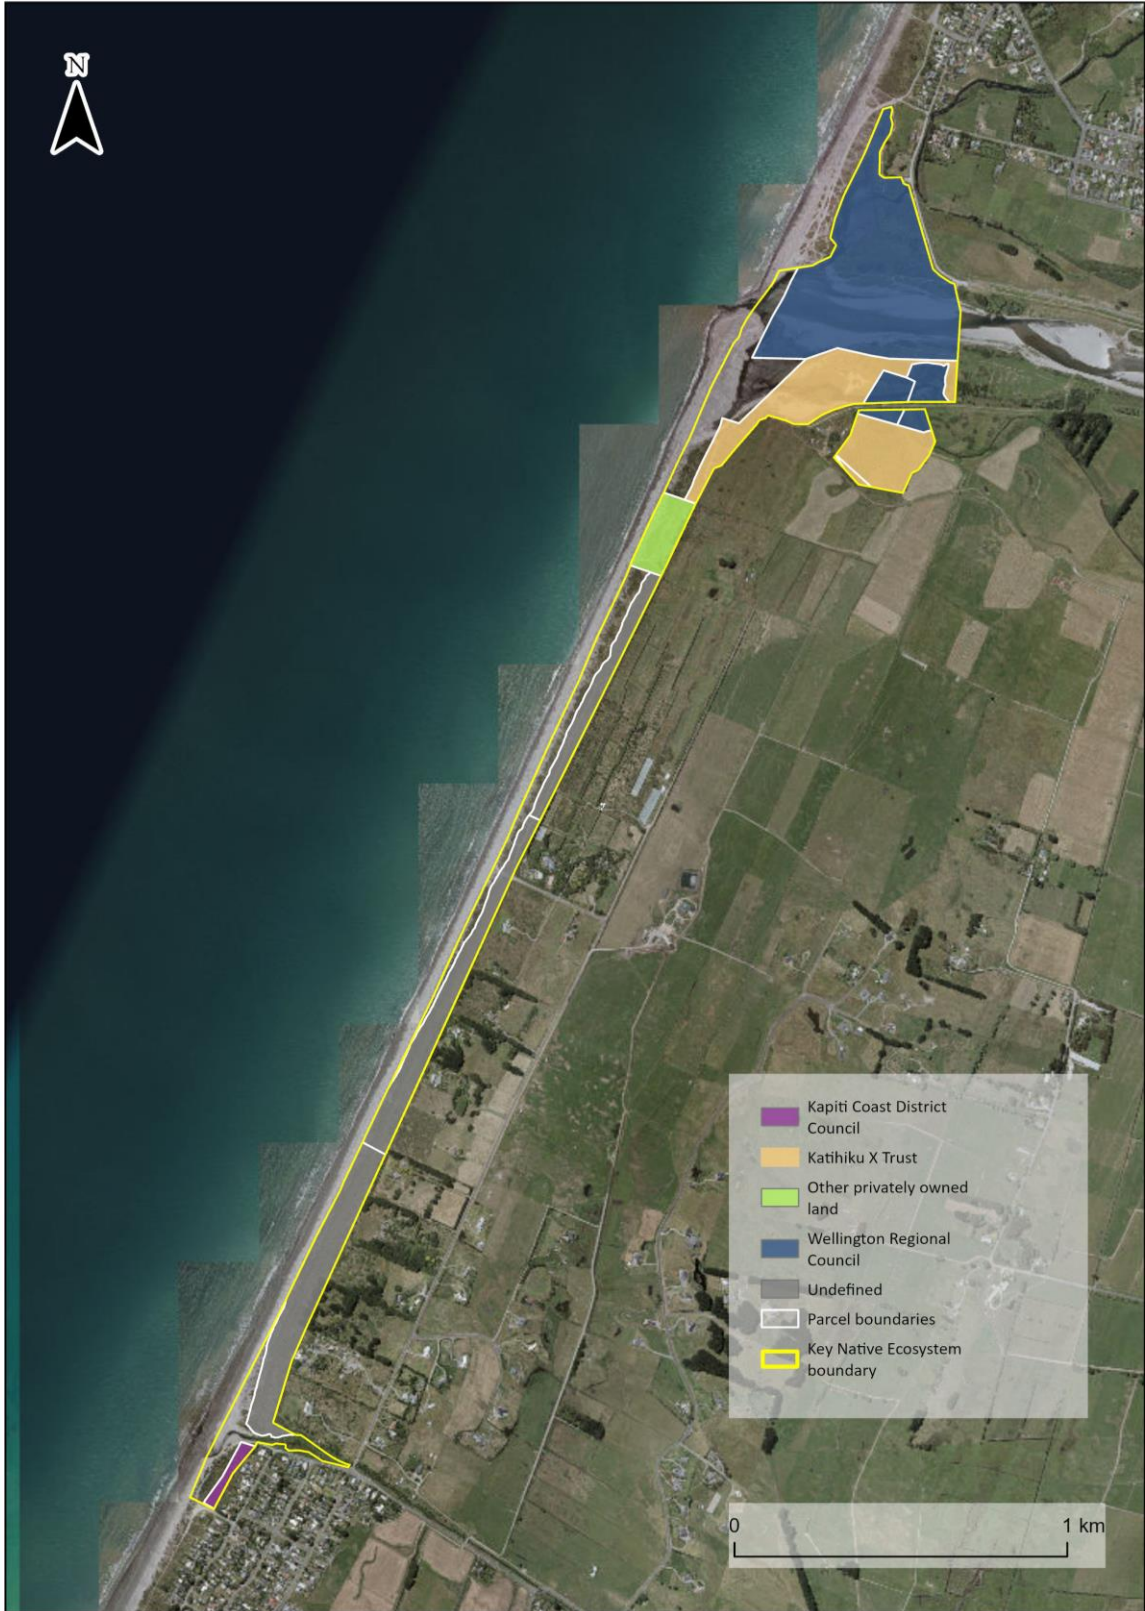 N
Kapiti Coast District
Council
Katihiku X Trust
Other privately owned
land
Wellington Regional
Council
Undefined
Parcel boundaries
Key Native Ecosystem
boundary
0 1 km